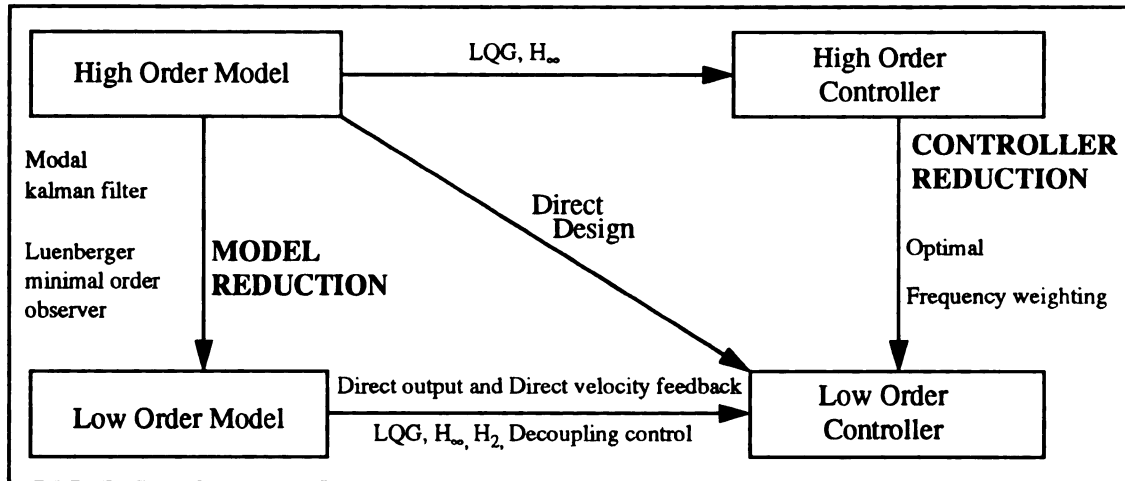 High Order Model
LQG, H∞
High Order
Controller
Modal
kalman filter
Luenberger
minimal order
observer
MODEL
REDUCTION
Direct
Design
CONTROLLER
REDUCTION
Optimal
Frequency weighting
Low Order Model
Direct output and Direct velocity feedback
LQG, H∞, H2, Decoupling control
Low Order
Controller